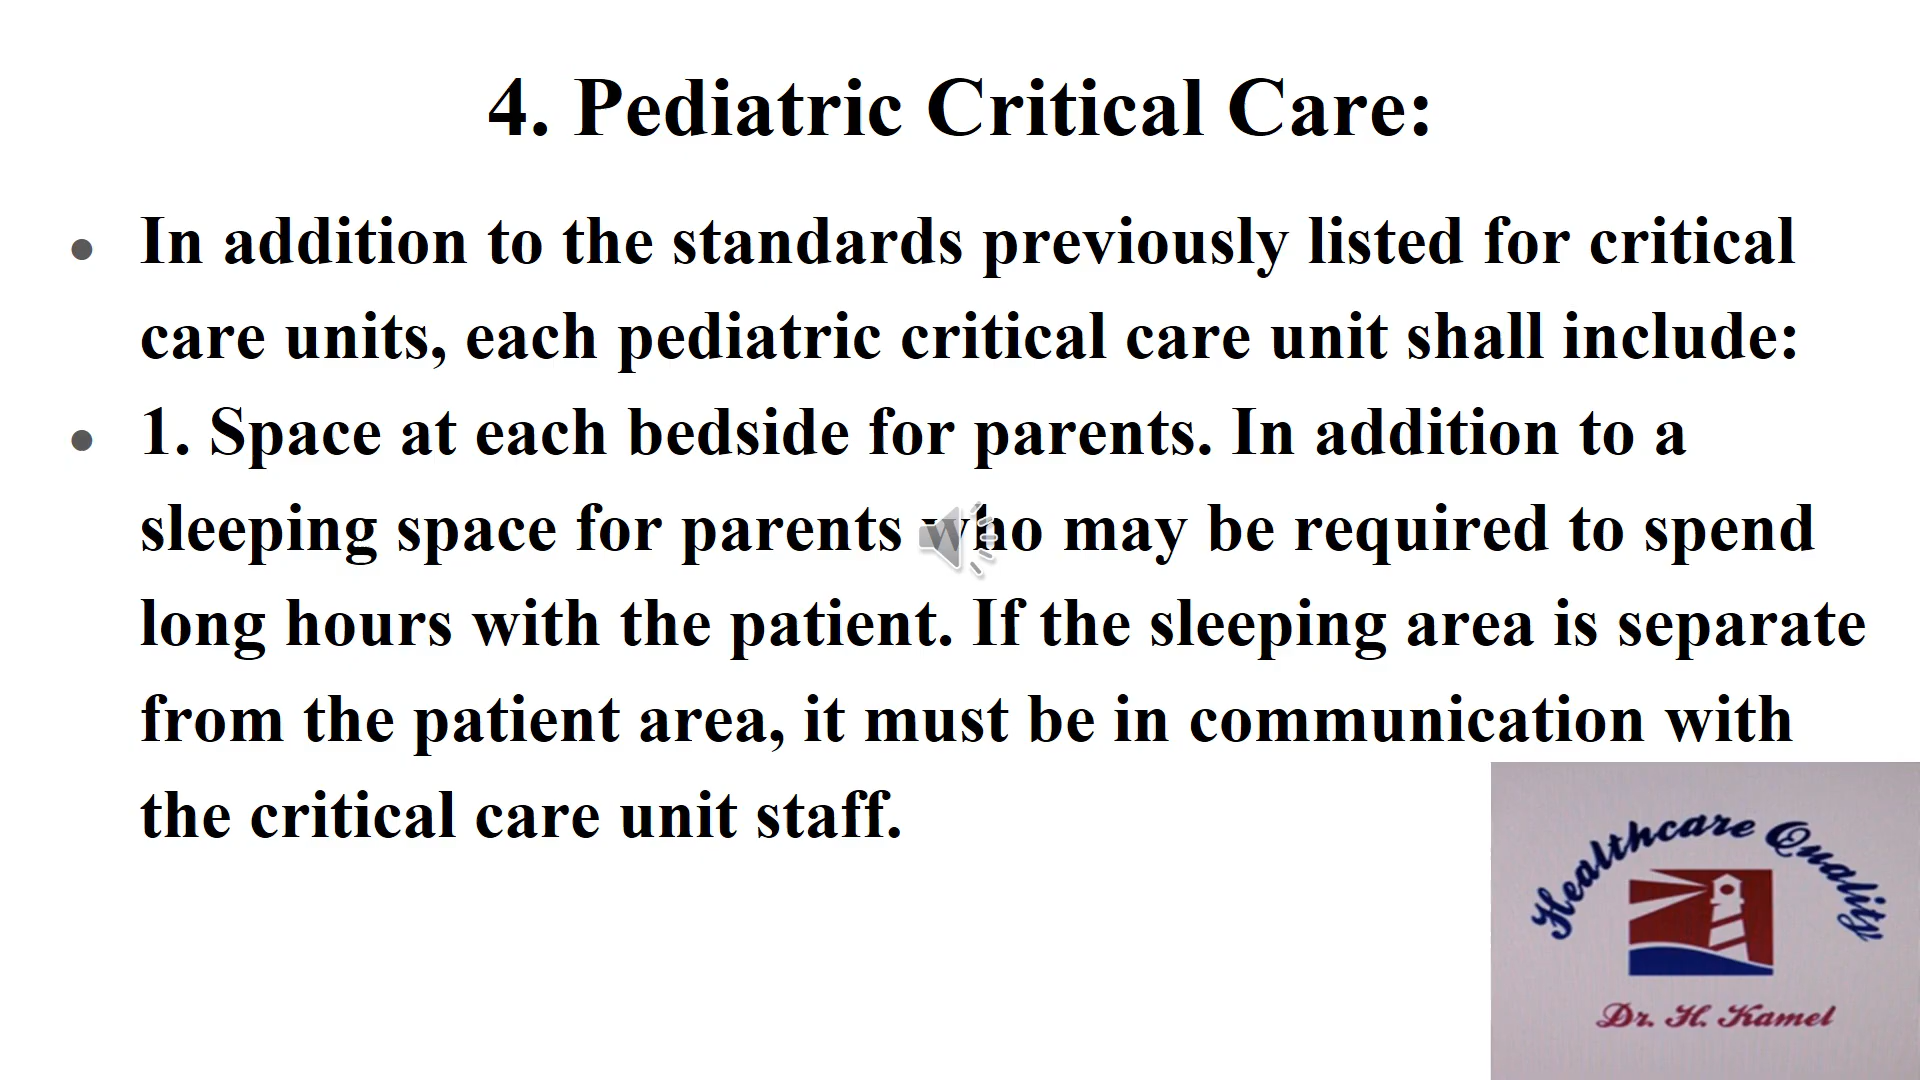 4. Pediatric Critical Care:
• In addition to the standards previously listed for critical
care units, each pediatric critical care unit shall include:
• 1. Space at each bedside for parents. In addition to a
sleeping space for parents who may be required to spend
long hours with the patient. If the sleeping area is separate
from the patient area, it must be in communication with
the critical care unit staff.
Healthcare Quality
Dr. H. Kamel